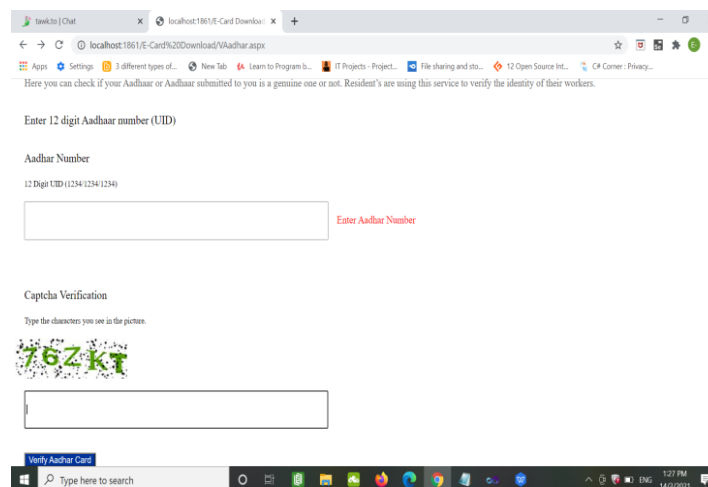 tawk.to | Chat
localhost:1861/E-Card Download
localhost:1861/E-Card%20Download/VAadhar.aspx
Apps Settings 3 different types of... New Tab Learn to Program b... IT Projects - Project... File sharing and sto... 12 Open Source Int... C# Corner : Privacy...
Here you can check if your Aadhaar or Aadhaar submitted to you is a genuine one or not. Resident's are using this service to verify the identity of their workers.
Enter 12 digit Aadhaar number (UID)
Aadhar Number
12 Digit UID (1234/1234/1234)
Enter Aadhar Number
Captcha Verification
Type the characters you see in the picture.
76ZKT
Verify Aadhar Card
Type here to search
ENG
1:27 PM
14/2/2021